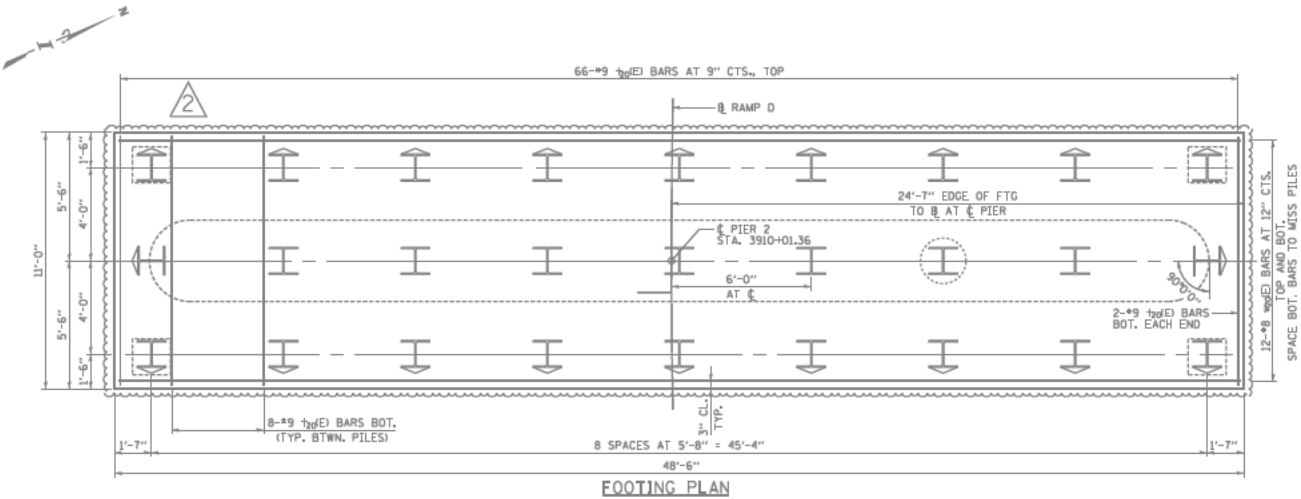 N
66-#9 t20(E) BARS AT 9" CTS., TOP
2
℄ RAMP D
1'-6"
5'-6"
4'-0"
11'-0"
4'-0"
5'-6"
1'-6"
24'-7" EDGE OF FTG
TO ℄ AT ℄ PIER
℄ PIER 2
STA. 3910+01.36
6'-0"
AT ℄
90°0'0"
2-#9 t20(E) BARS
BOT. EACH END
12-#8 w20(E) BARS AT 12" CTS.
TOP AND BOT.
SPACE BOT. BARS TO MISS PILES
8-#9 t20(E) BARS BOT.
(TYP. BTWN. PILES)
3" CL.
TYP.
1'-7"
8 SPACES AT 5'-8" = 45'-4"
1'-7"
48'-6"
FOOTING PLAN